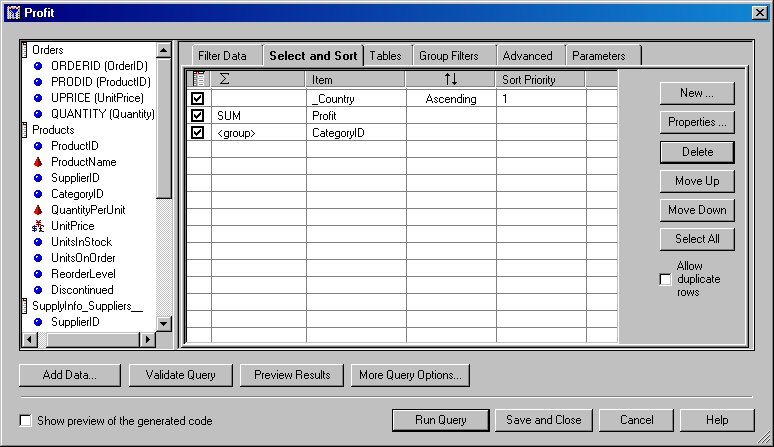 Profit
Orders
ORDERID (OrderID)
PRODID (ProductID)
UPRICE (UnitPrice)
QUANTITY (Quantity)
Products
ProductID
ProductName
SupplierID
CategoryID
QuantityPerUnit
UnitPrice
UnitsInStock
UnitsOnOrder
ReorderLevel
Discontinued
SupplyInfo_Suppliers__
SupplierID
Filter Data Select and Sort Tables Group Filters Advanced Parameters
Σ Item ↑↓ Sort Priority
_Country Ascending 1
SUM Profit
<group> CategoryID
New ...
Properties ...
Delete
Move Up
Move Down
Select All
Allow
duplicate
rows
Add Data... Validate Query Preview Results More Query Options...
Show preview of the generated code Run Query Save and Close Cancel Help